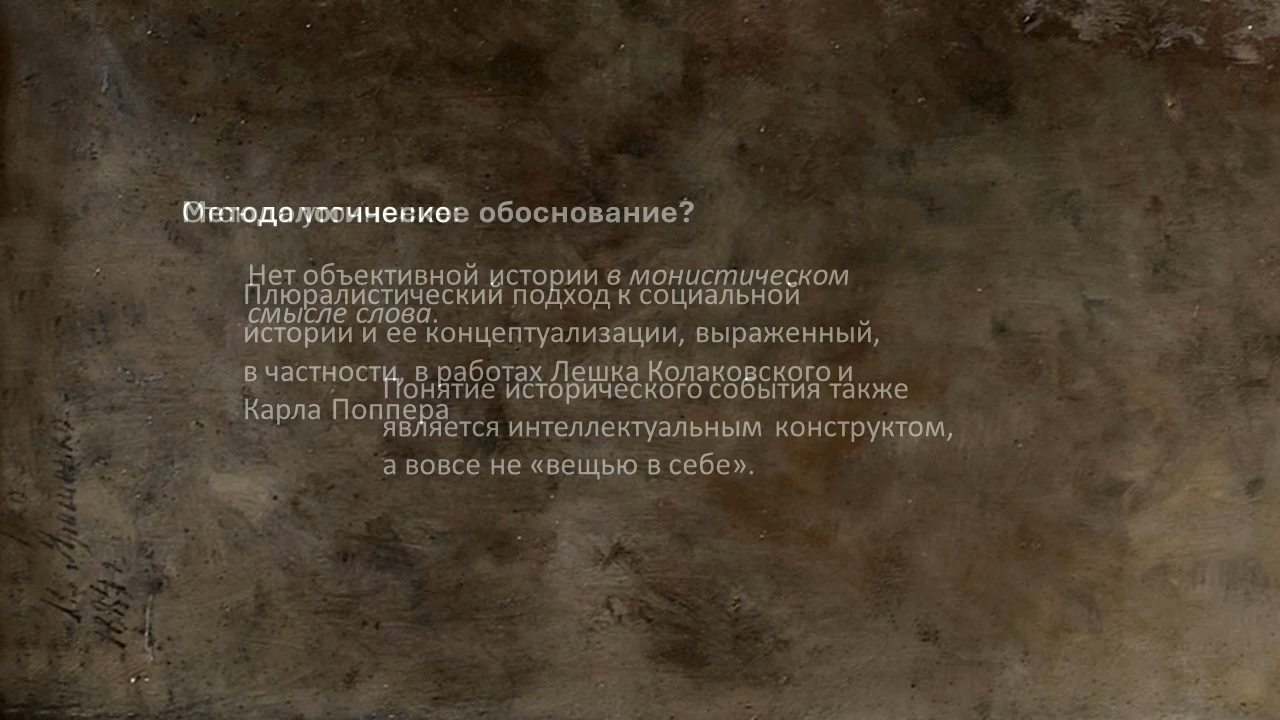 обоснование?
Нет объективной истории в монистическом
смысле слова.
Плюралистический подход к социальной
истории и ее концептуализации, выраженный,
в частности, в работах Лешка Колаковского и
Карла Поппера
Понятие исторического события также
является интеллектуальным конструктом,
а вовсе не «вещью в себе».